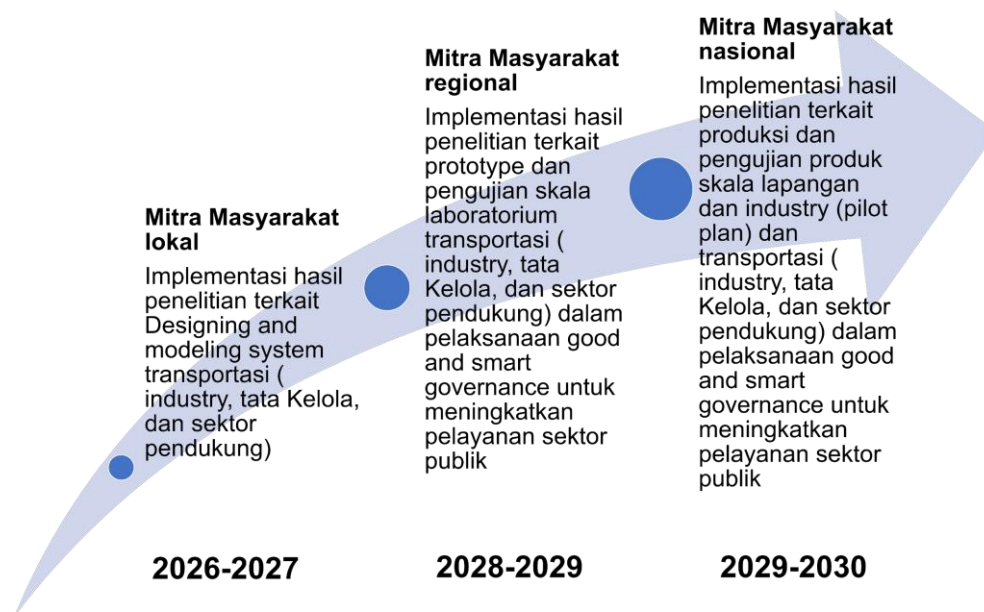 Mitra Masyarakat
lokal
Implementasi hasil
penelitian terkait
Designing and
modeling system
transportasi (
industry, tata Kelola,
dan sektor
pendukung)
2026-2027
Mitra Masyarakat
regional
Implementasi hasil
penelitian terkait
prototype dan
pengujian skala
laboratorium
transportasi (
industry, tata
Kelola, dan sektor
pendukung) dalam
pelaksanaan good
and smart
governance untuk
meningkatkan
pelayanan sektor
publik
2028-2029
Mitra Masyarakat
nasional
Implementasi hasil
penelitian terkait
produksi dan
pengujian produk
skala lapangan
dan industry (pilot
plan) dan
transportasi (
industry, tata
Kelola, dan sektor
pendukung) dalam
pelaksanaan good
and smart
governance untuk
meningkatkan
pelayanan sektor
publik
2029-2030